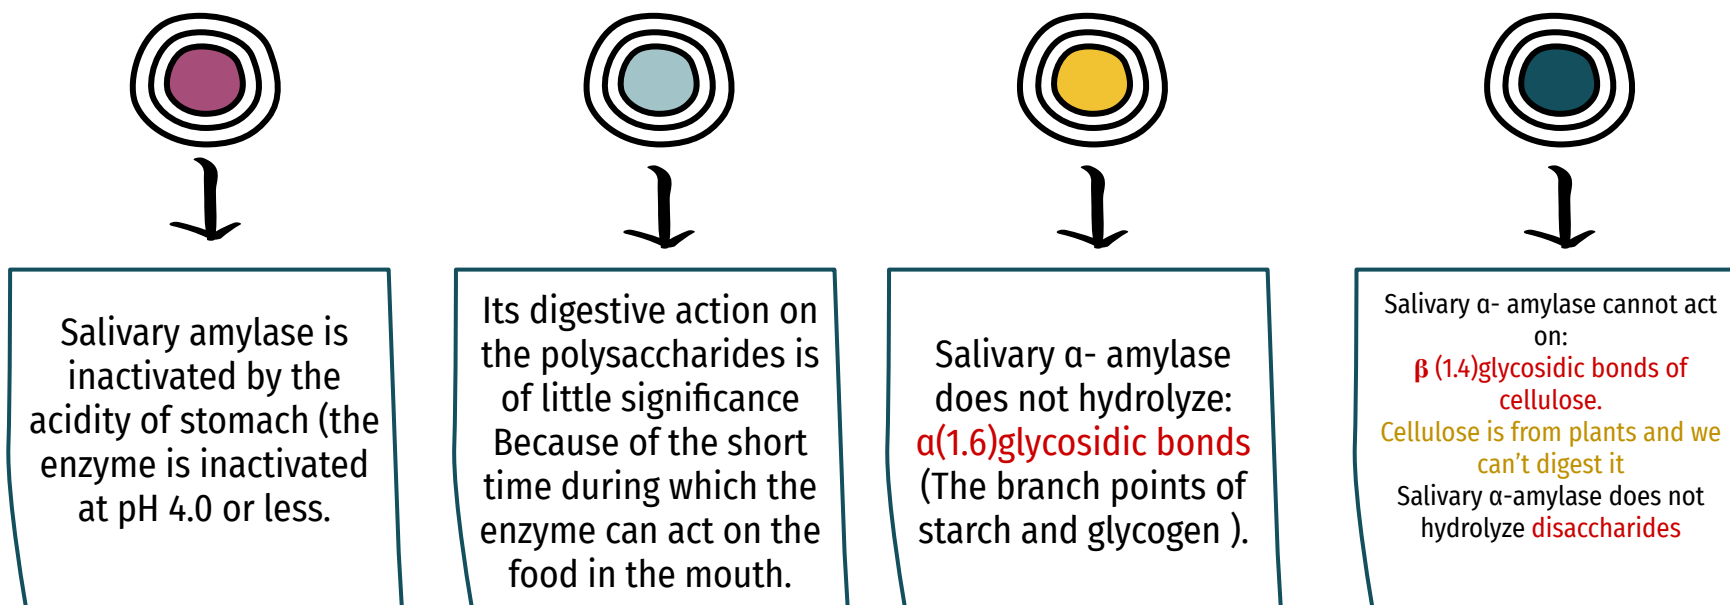 Salivary amylase is
inactivated by the
acidity of stomach (the
enzyme is inactivated
at pH 4.0 or less.
Its digestive action on
the polysaccharides is
of little significance
Because of the short
time during which the
enzyme can act on the
food in the mouth.
Salivary α- amylase
does not hydrolyze:
α(1.6)glycosidic bonds
(The branch points of
starch and glycogen ).
Salivary α- amylase cannot act
on:
β (1.4)glycosidic bonds of
cellulose.
Cellulose is from plants and we
can’t digest it
Salivary α-amylase does not
hydrolyze disaccharides